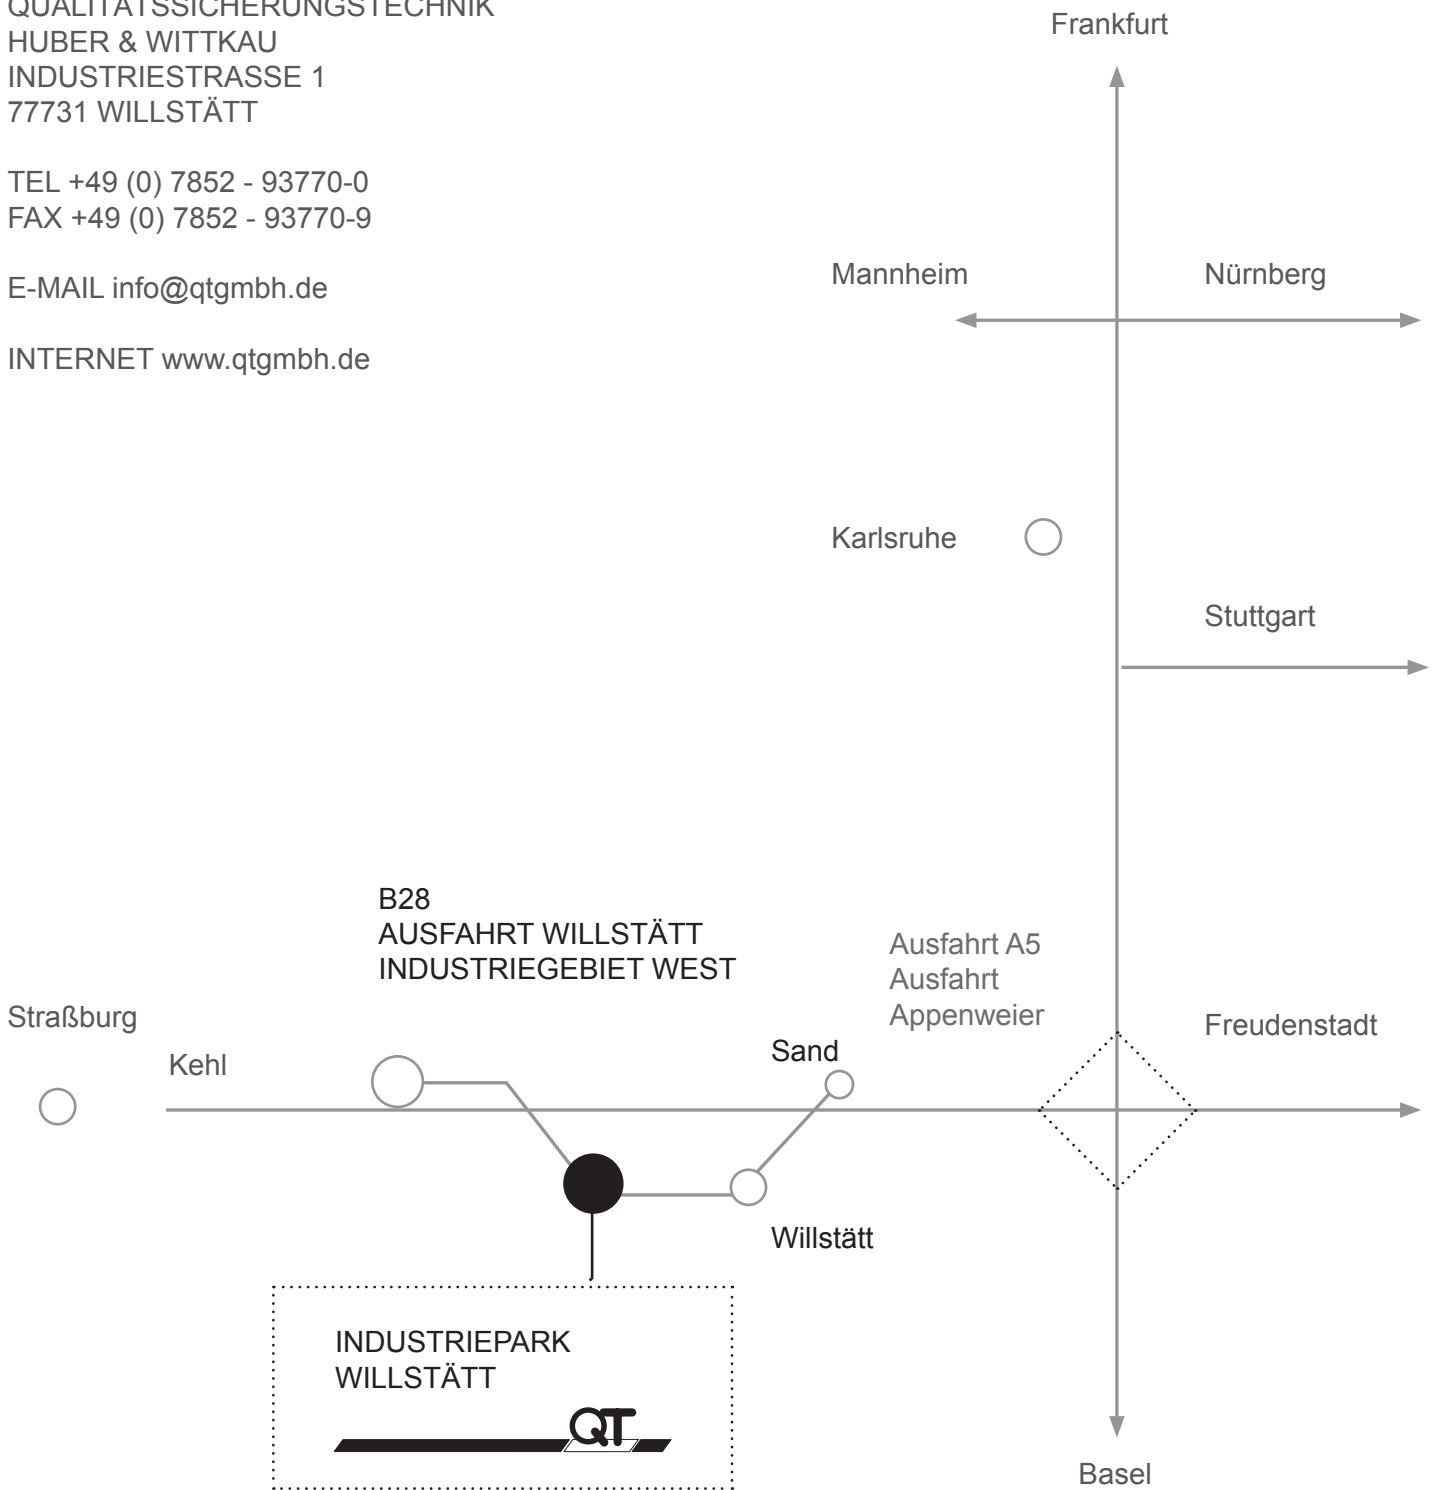 QUALITÄTSSICHERUNGSTECHNIK
HUBER & WITTKAU
INDUSTRIESTRASSE 1
77731 WILLSTÄTT
TEL +49 (0) 7852 - 93770-0
FAX +49 (0) 7852 - 93770-9
E-MAIL info@qtgmbh.de
INTERNET www.qtgmbh.de
Frankfurt
Mannheim
Nürnberg
Karlsruhe
Stuttgart
B28
AUSFAHRT WILLSTÄTT
INDUSTRIEGEBIET WEST
Ausfahrt A5
Ausfahrt
Appenweier
Straßburg
Kehl
Sand
Freudenstadt
Willstätt
INDUSTRIEPARK
WILLSTÄTT
QT
Basel